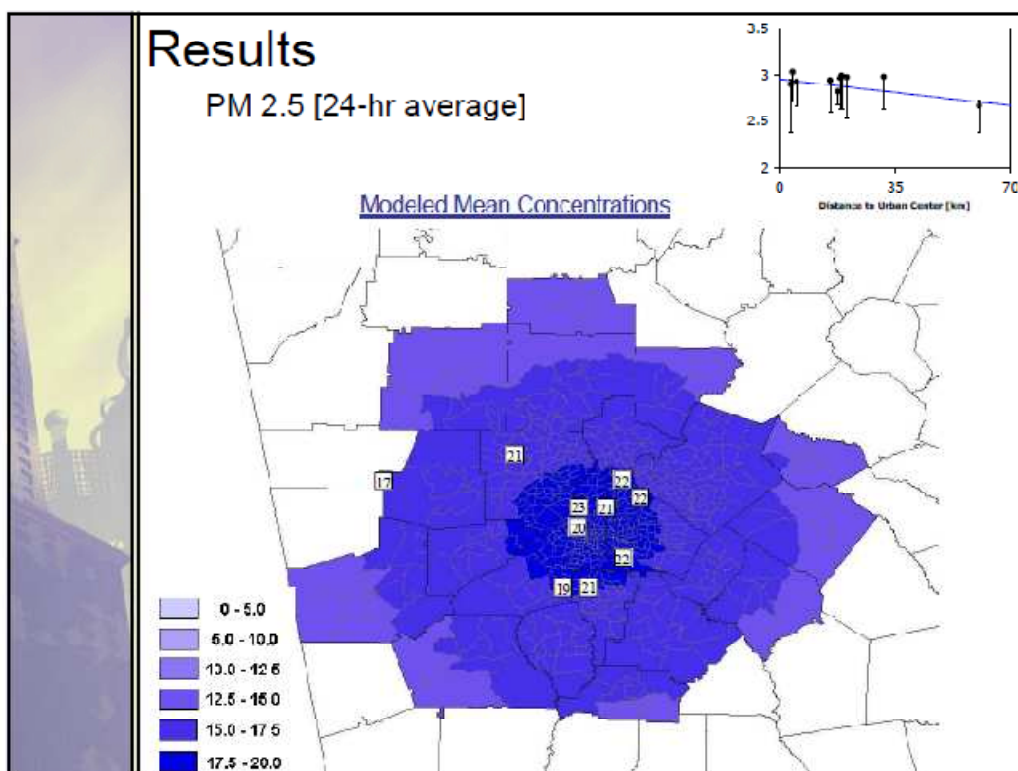 Results
PM 2.5 [24-hr average]
3.5
3
2.5
2
0 35 70
Distance to Urban Center [km]
Modeled Mean Concentrations
21
17
22
22
23 21
20
22
19 21
0 - 5.0
5.0 - 10.0
10.0 - 12.5
12.5 - 15.0
15.0 - 17.5
17.5 - 20.0